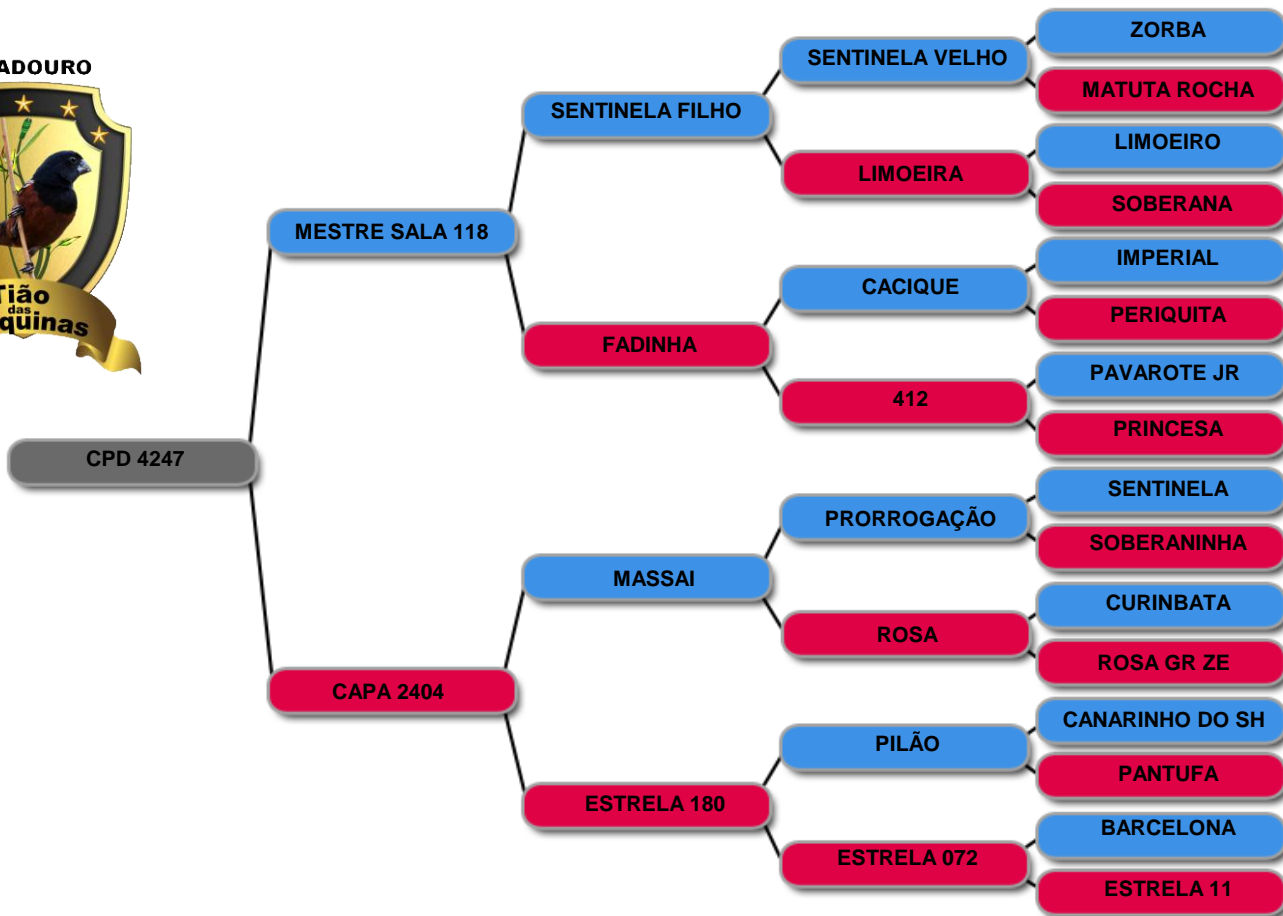 ZORBA
SENTINELA VELHO
MATUTA ROCHA
SENTINELA FILHO
LIMOEIRO
LIMOEIRA
SOBERANA
MESTRE SALA 118
IMPERIAL
CACIQUE
PERIQUITA
FADINHA
PAVAROTE JR
412
PRINCESA
CPD 4247
SENTINELA
PRORROGAÇÃO
SOBERANINHA
MASSAI
CURINBATA
ROSA
ROSA GR ZE
CAPA 2404
CANARINHO DO SH
PILÃO
PANTUFA
ESTRELA 180
BARCELONA
ESTRELA 072
ESTRELA 11
ADOURO
Tião
das
quinas